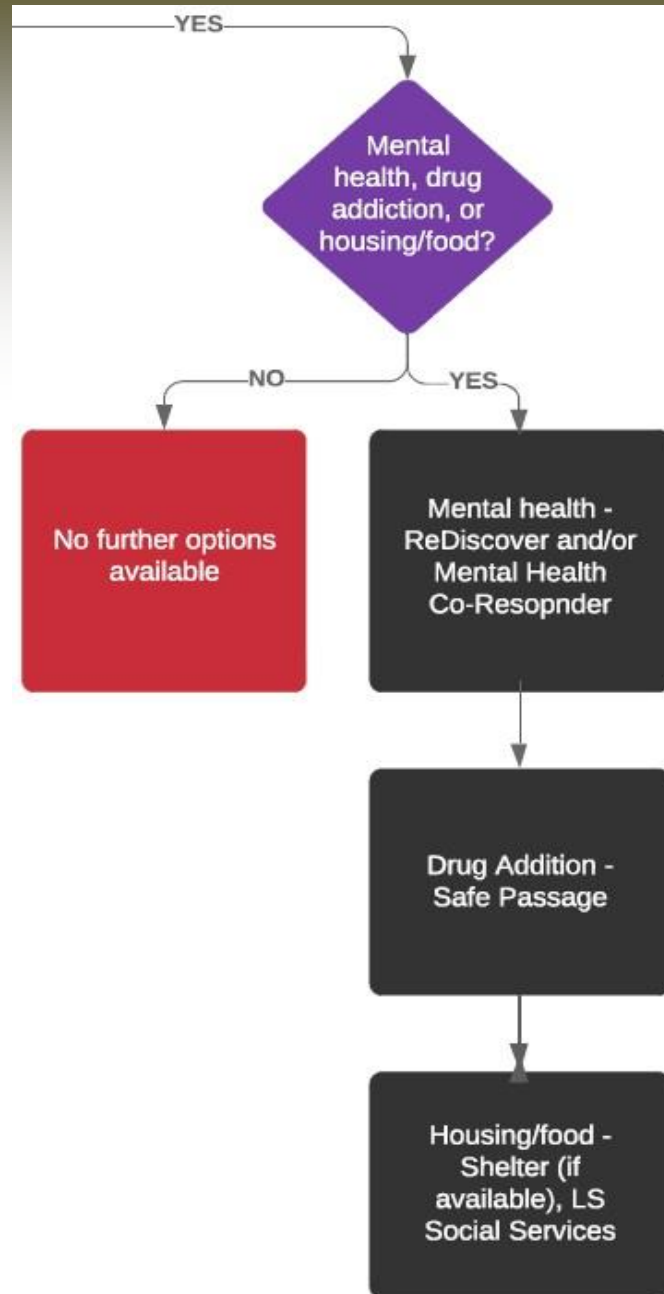 YES
Mental
health, drug
addiction, or
housing/food?
NO
YES
No further options
available
Mental health -
ReDiscover and/or
Mental Health
Co-Resopnder
Drug Addition -
Safe Passage
Housing/food -
Shelter (if
available), LS
Social Services